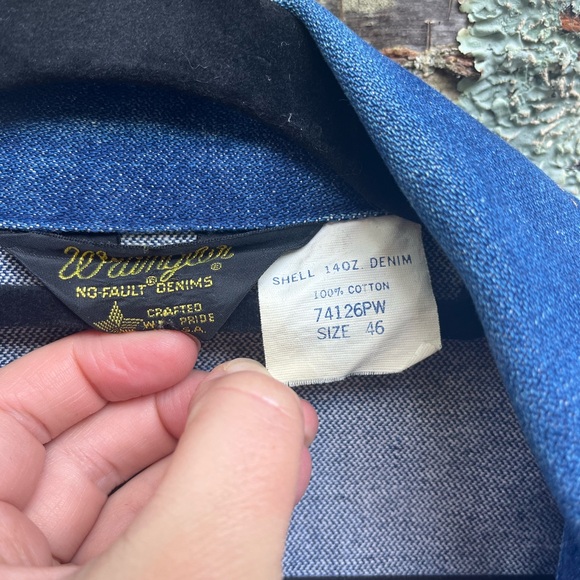 Wrangler
NO-FAULT® DENIMS
CRAFTED
PRIDE
SHELL 14OZ. DENIM
100% COTTON
74126PW
SIZE 46